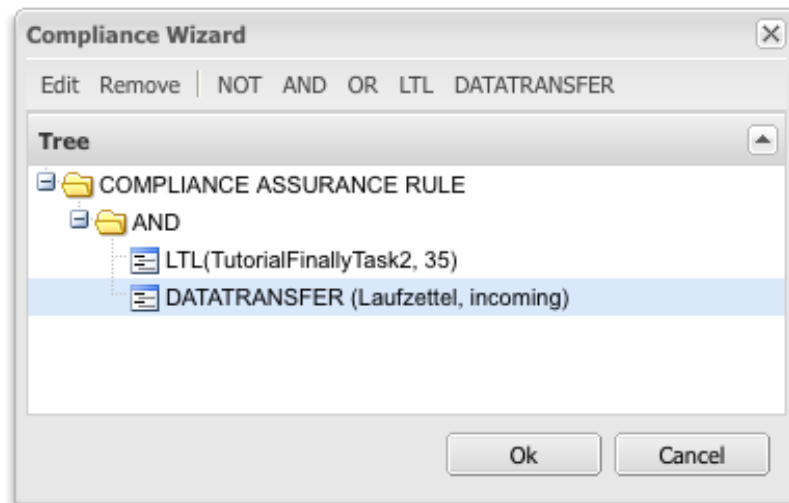 Compliance Wizard
Edit Remove NOT AND OR LTL DATATRANSFER
Tree
COMPLIANCE ASSURANCE RULE
AND
LTL(TutorialFinallyTask2, 35)
DATATRANSFER (Laufzettel, incoming)
Ok Cancel